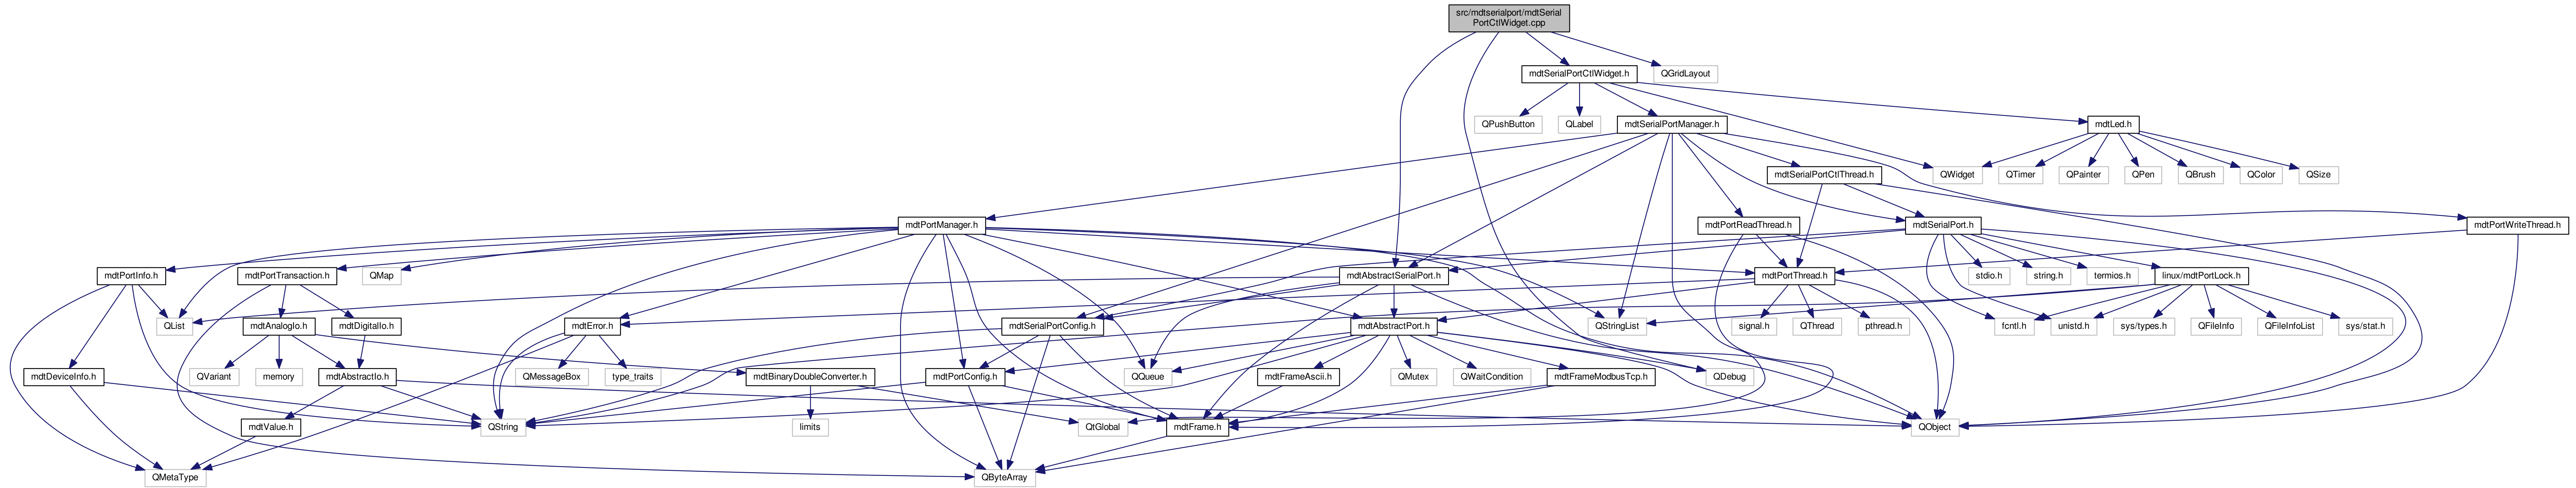 src/mdtserialport/mdtSerial
PortCtlWidget.cpp
mdtSerialPortCtlWidget.h
QGridLayout
QPushButton
QLabel
mdtSerialPortManager.h
mdtLed.h
mdtSerialPortCtlThread.h
QWidget
QTimer
QPainter
QPen
QBrush
QColor
QSize
mdtPortManager.h
mdtPortReadThread.h
mdtSerialPort.h
mdtPortWriteThread.h
mdtPortInfo.h
mdtPortTransaction.h
QMap
mdtAbstractSerialPort.h
mdtPortThread.h
stdio.h
string.h
termios.h
linux/mdtPortLock.h
QList
mdtAnalogIo.h
mdtDigitalIo.h
mdtError.h
mdtSerialPortConfig.h
mdtAbstractPort.h
QStringList
signal.h
QThread
pthread.h
fcntl.h
unistd.h
sys/types.h
QFileInfo
QFileInfoList
sys/stat.h
mdtDeviceInfo.h
QVariant
memory
mdtAbstractIo.h
QMessageBox
type_traits
mdtBinaryDoubleConverter.h
mdtPortConfig.h
QQueue
mdtFrameAscii.h
QMutex
QWaitCondition
mdtFrameModbusTcp.h
QDebug
mdtValue.h
QString
limits
QtGlobal
mdtFrame.h
QObject
QMetaType
QByteArray